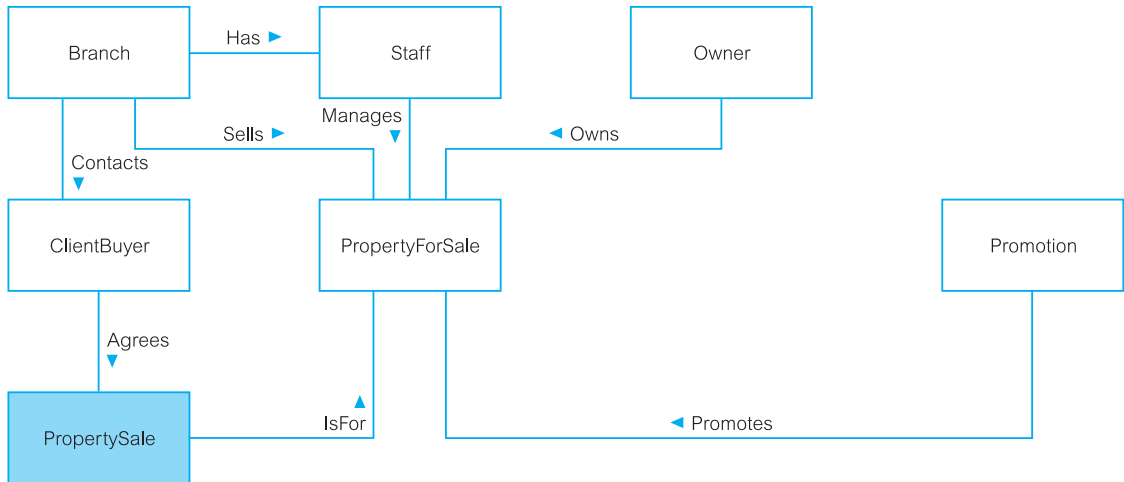 Branch
Has ►
Staff
Owner
Sells ►
Manages
▼
◄ Owns
Contacts
▼
ClientBuyer
PropertyForSale
Promotion
Agrees
▼
PropertySale
▲
IsFor
◄ Promotes